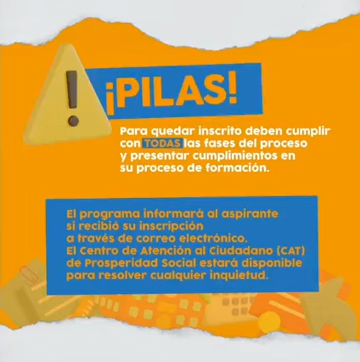 ¡PILAS!
Para quedar inscrito deben cumplir
con TODAS las fases del proceso
y presentar cumplimientos en
su proceso de formación.
El programa informará al aspirante
si recibió su inscripción
a través de correo electrónico.
El Centro de Atención al Ciudadano (CAT)
de Prosperidad Social estará disponible
para resolver cualquier inquietud.